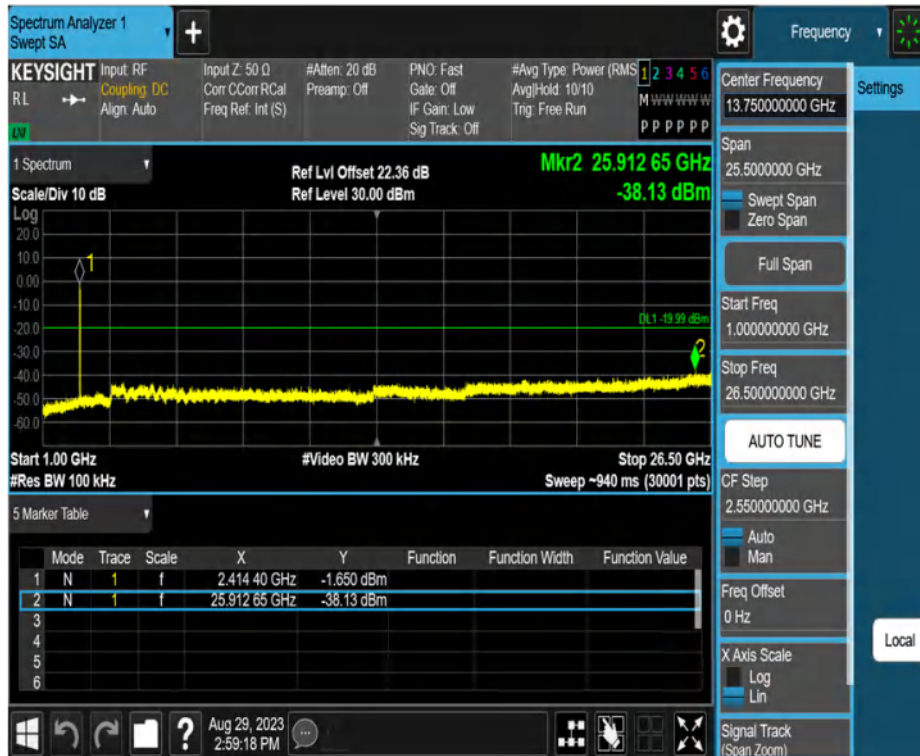 Spectrum Analyzer 1
Swept SA
+
Frequency
KEYSIGHT
RL
LNI
Input: RF
Coupling: DC
Align: Auto
Input Z: 50 Ω
Corr CCorr RCal
Freq Ref: Int (S)
#Atten: 20 dB
Preamp: Off
PNO: Fast
Gate: Off
IF Gain: Low
Sig Track: Off
#Avg Type: Power (RMS
Avg|Hold: 10/10
Trig: Free Run
1 2 3 4 5 6
M W W W W W
P P P P P P
1 Spectrum
Scale/Div 10 dB
Ref Lvl Offset 22.36 dB
Ref Level 30.00 dBm
Mkr2 25.912 65 GHz
-38.13 dBm
Log
20.0
10.0
0.00
-10.0
-20.0
-30.0
-40.0
-50.0
-60.0
1
DL1 -19.99 dBm
2
Start 1.00 GHz
#Video BW 300 kHz
Stop 26.50 GHz
#Res BW 100 kHz
Sweep ~940 ms (30001 pts)
5 Marker Table
Mode Trace Scale X Y Function Function Width Function Value
1 N 1 f 2.414 40 GHz -1.650 dBm
2 N 1 f 25.912 65 GHz -38.13 dBm
3
4
5
6
?
Aug 29, 2023
2:59:18 PM
Center Frequency
13.750000000 GHz
Span
25.5000000 GHz
Swept Span
Zero Span
Full Span
Start Freq
1.000000000 GHz
Stop Freq
26.500000000 GHz
AUTO TUNE
CF Step
2.550000000 GHz
Auto
Man
Freq Offset
0 Hz
X Axis Scale
Log
Lin
Signal Track
(Span Zoom)
Settings
Local